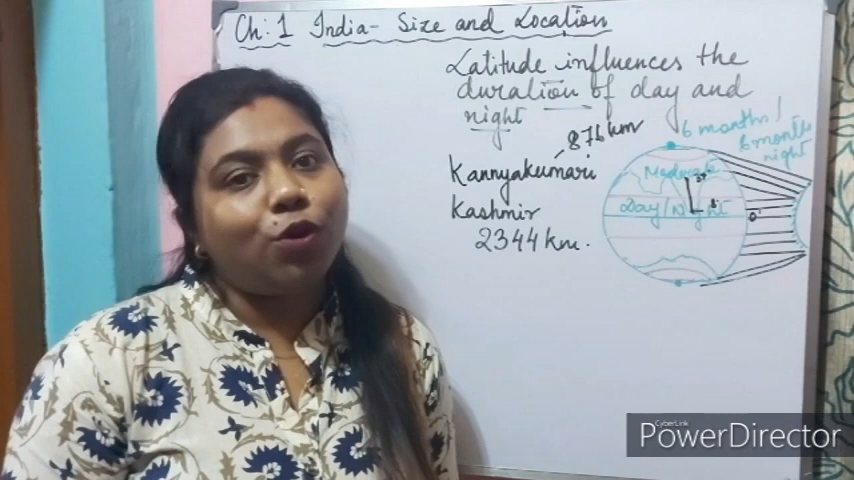 Ch: 1 India - Size and Location
Latitude influences the
duration of day and
night
876 km
Kannyakumari
Kashmir
2344 km.
6 months /
6 months
night
Day / Night
0°
CyberLink
PowerDirector